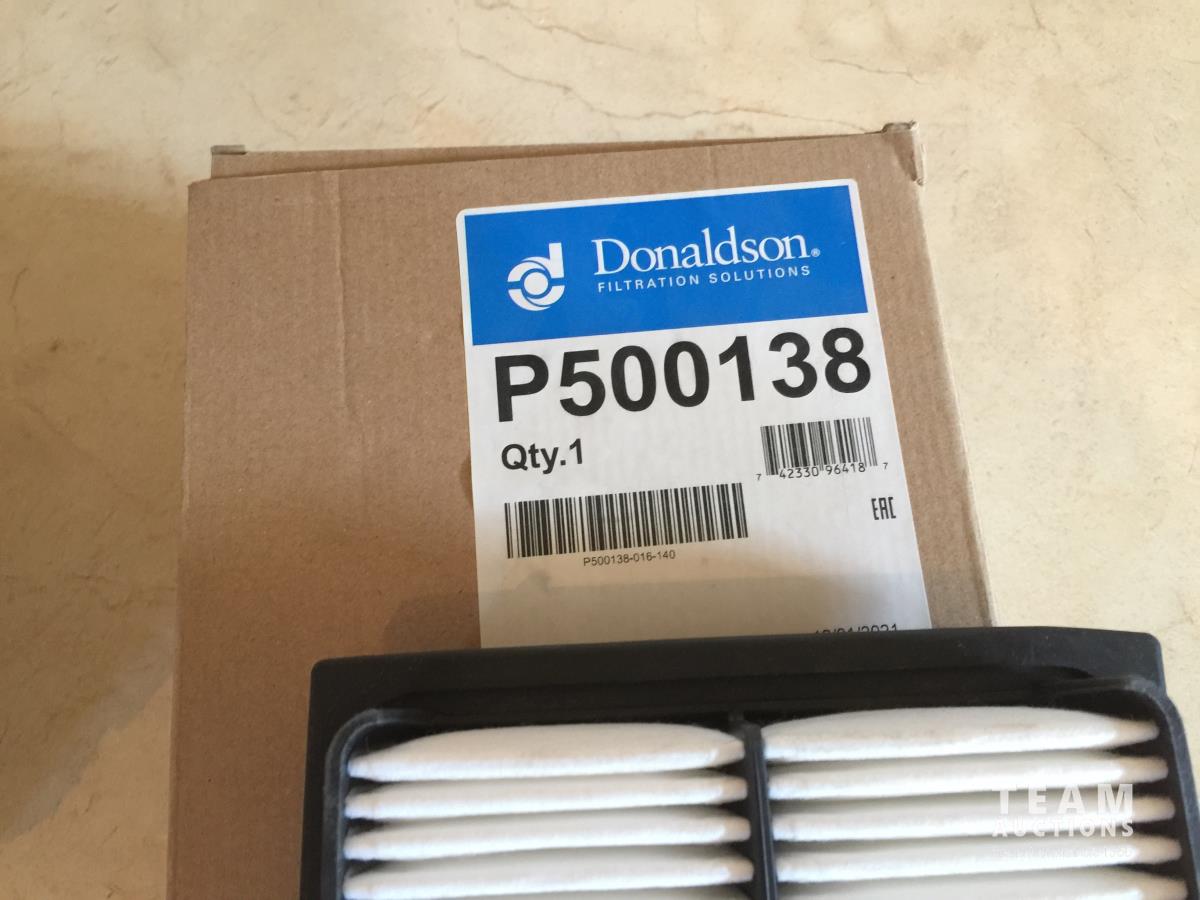 Donaldson®
FILTRATION SOLUTIONS
P500138
Qty.1
7 42330 96418 7
P500138-016-140
EAC
TEAM
AUCTIONS